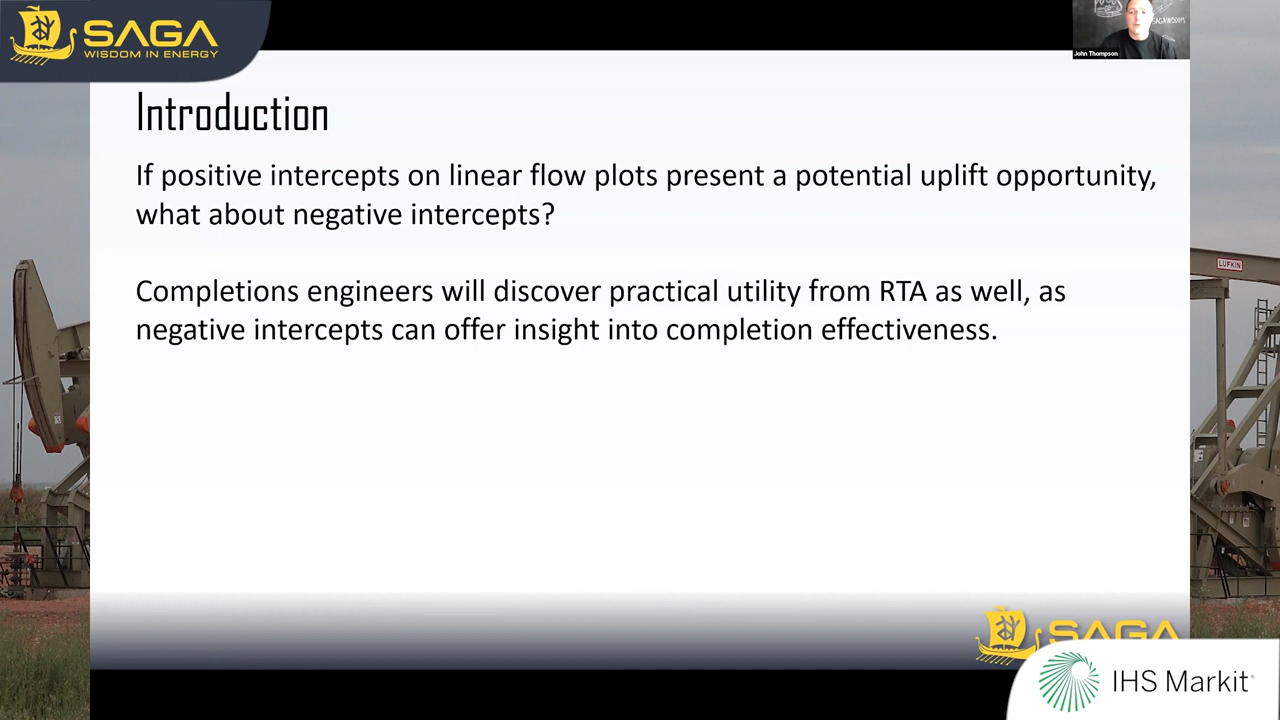 SAGA
WISDOM IN ENERGY
SAGA WISDOM
John Thompson
Introduction
If positive intercepts on linear flow plots present a potential uplift opportunity,
what about negative intercepts?
Completions engineers will discover practical utility from RTA as well, as
negative intercepts can offer insight into completion effectiveness.
LUFKIN
SAGA
IHS Markit®